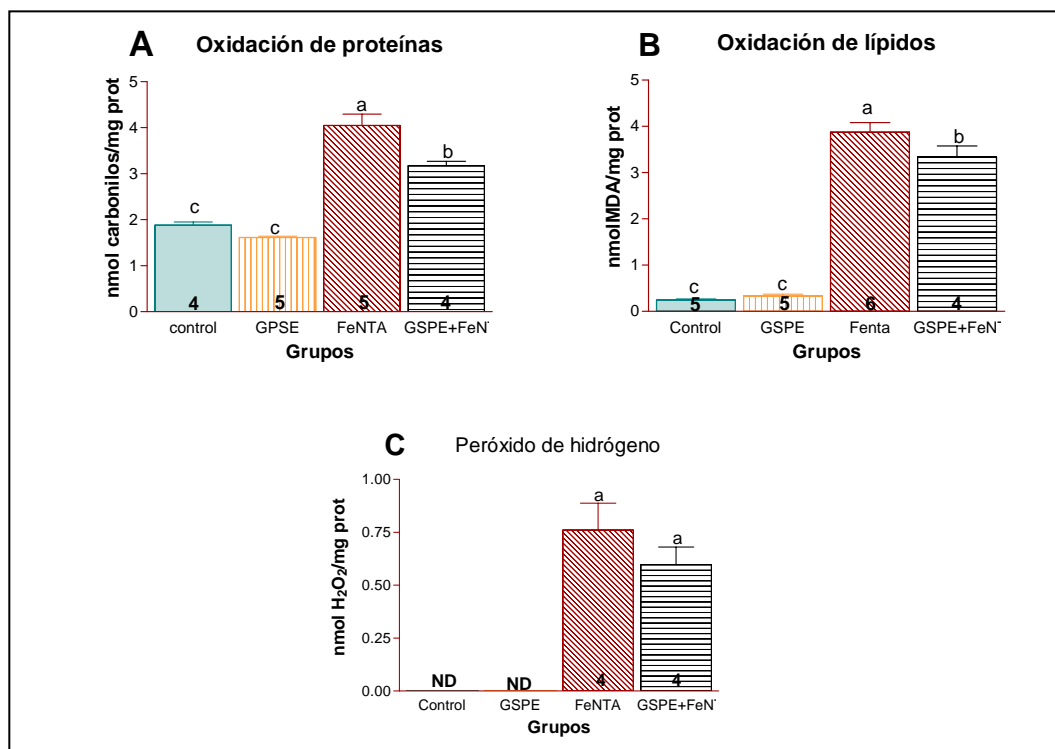 A Oxidación de proteínas
nmol carbonilos/mg prot
5
4
3
2
1
0
a
b
c
c
4
5
5
4
control GPSE FeNTA GSPE+FeN
Grupos
B Oxidación de lípidos
nmolMDA/mg prot
5
4
3
2
1
0
a
b
c
c
5
5
6
4
Control GSPE Fenta GSPE+FeN
Grupos
C Peróxido de hidrógeno
nmol H₂O₂/mg prot
1.00
0.75
0.50
0.25
0.00
a
a
ND
ND
4
4
Control GSPE FeNTA GSPE+FeN
Grupos